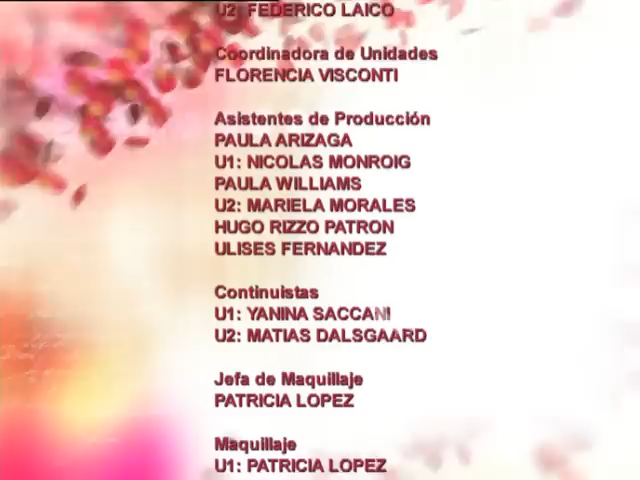 U2: FEDERICO LAICO
Coordinadora de Unidades
FLORENCIA VISCONTI
Asistentes de Producción
PAULA ARIZAGA
U1: NICOLAS MONROIG
PAULA WILLIAMS
U2: MARIELA MORALES
HUGO RIZZO PATRON
ULISES FERNANDEZ
Continuistas
U1: YANINA SACCANI
U2: MATIAS DALSGAARD
Jefa de Maquillaje
PATRICIA LOPEZ
Maquillaje
U1: PATRICIA LOPEZ